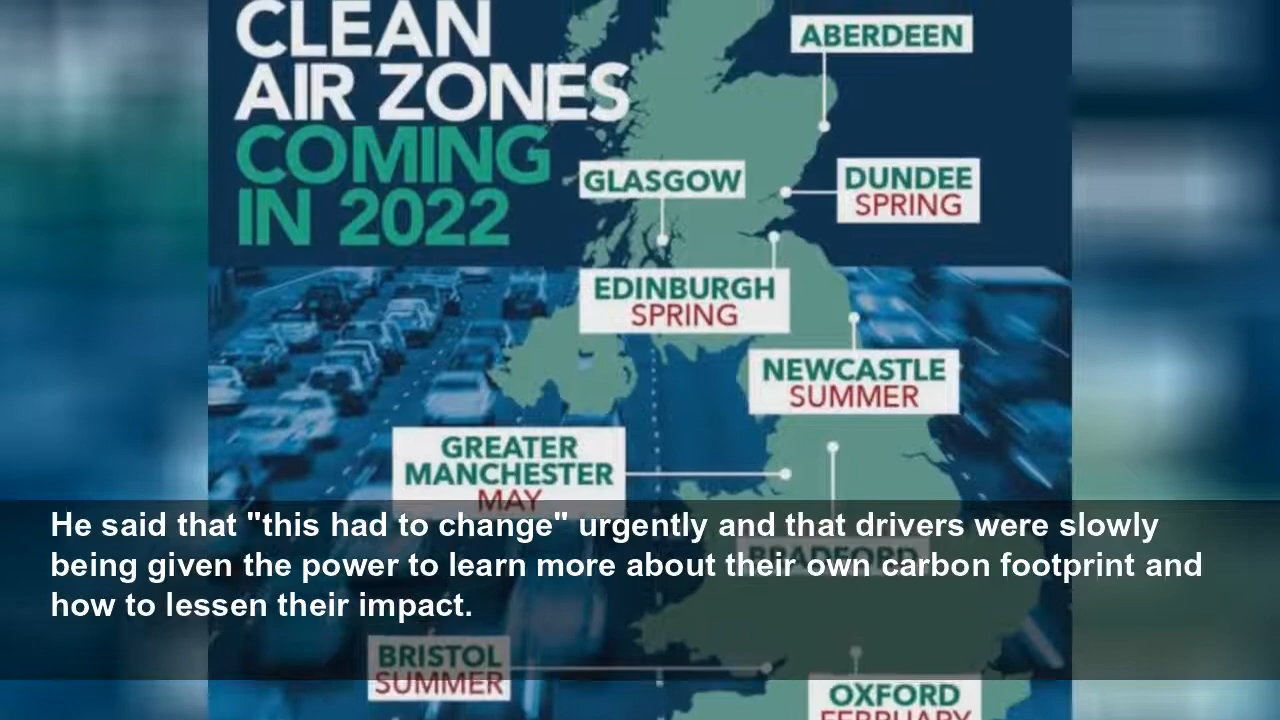 CLEAN
AIR ZONES
COMING
IN 2022
ABERDEEN
GLASGOW
DUNDEE
SPRING
EDINBURGH
SPRING
NEWCASTLE
SUMMER
GREATER
MANCHESTER
MAY
He said that "this had to change" urgently and that drivers were slowly
being given the power to learn more about their own carbon footprint and
how to lessen their impact.
BRADFORD
BRISTOL
SUMMER
OXFORD
FEBRUARY